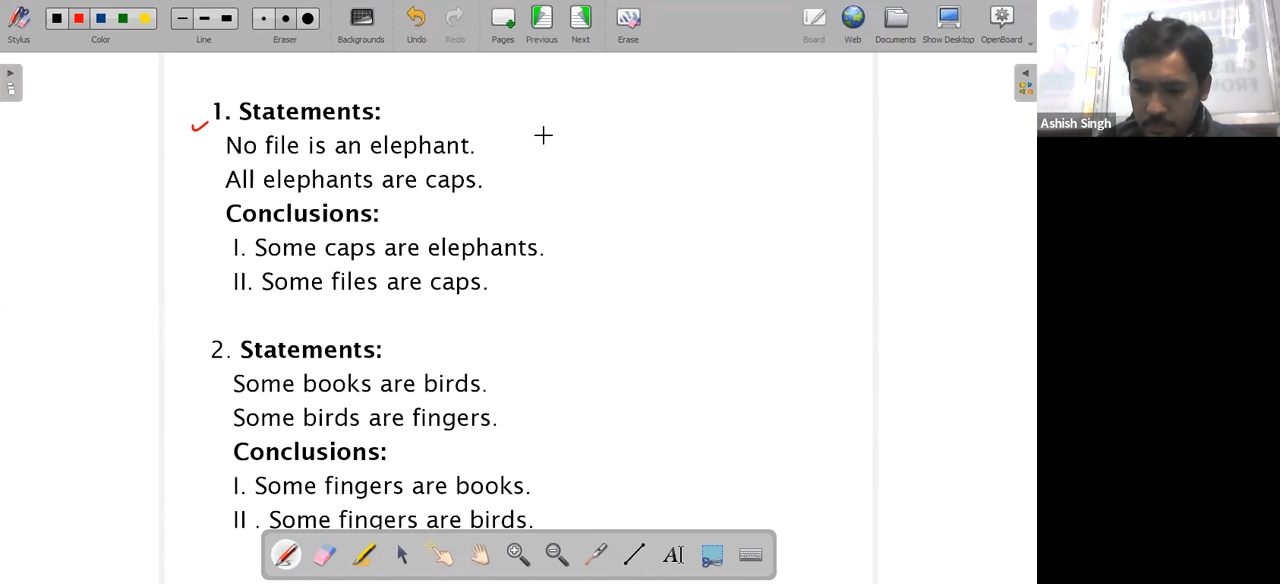 Stylus
Color
Line
Eraser
Backgrounds
Undo
Redo
Pages
Previous
Next
Erase
Board
Web
Documents
Show Desktop
OpenBoard
Ashish Singh
1. Statements:
No file is an elephant.
All elephants are caps.
Conclusions:
I. Some caps are elephants.
II. Some files are caps.
2. Statements:
Some books are birds.
Some birds are fingers.
Conclusions:
I. Some fingers are books.
II . Some fingers are birds.